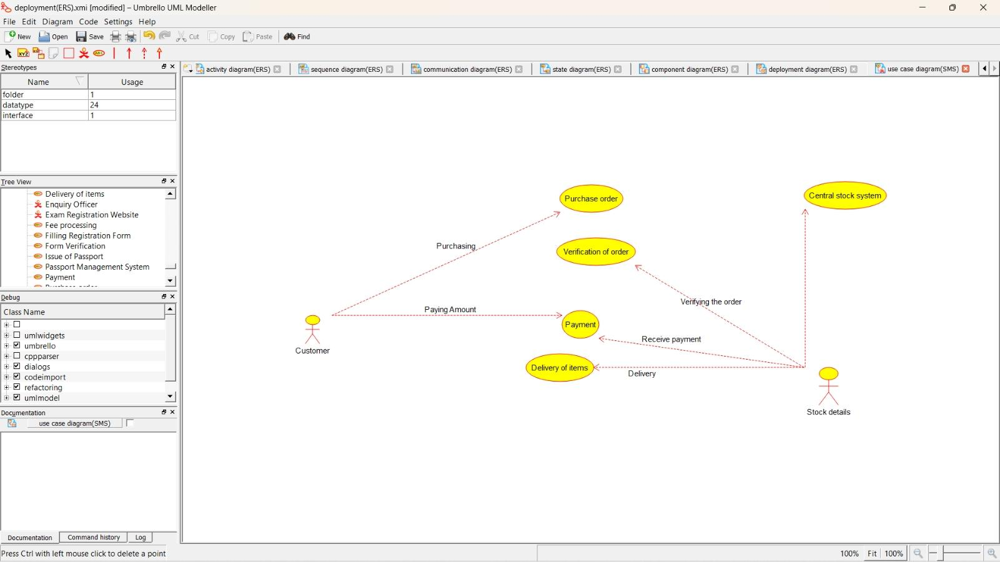 deployment(ERS).xmi [modified] – Umbrello UML Modeller
File Edit Diagram Code Settings Help
New Open Save Cut Copy Paste Find
XYZ ABC
Stereotypes
activity diagram(ERS) sequence diagram(ERS) communication diagram(ERS) state diagram(ERS) component diagram(ERS) deployment diagram(ERS) use case diagram(SMS)
Name Usage
folder 1
datatype 24
interface 1
Tree View
Delivery of items
Enquiry Officer
Exam Registration Website
Fee processing
Filling Registration Form
Form Verification
Issue of Passport
Passport Management System
Payment
Debug
Class Name
umlwidgets
umbrello
cppparser
dialogs
codeimport
refactoring
umlmodel
Documentation
use case diagram(SMS)
Documentation Command history Log
Press Ctrl with left mouse click to delete a point
Purchase order
Central stock system
Purchasing
Verification of order
Verifying the order
Paying Amount
Payment
Receive payment
Customer
Delivery of items
Delivery
Stock details
100% Fit 100%